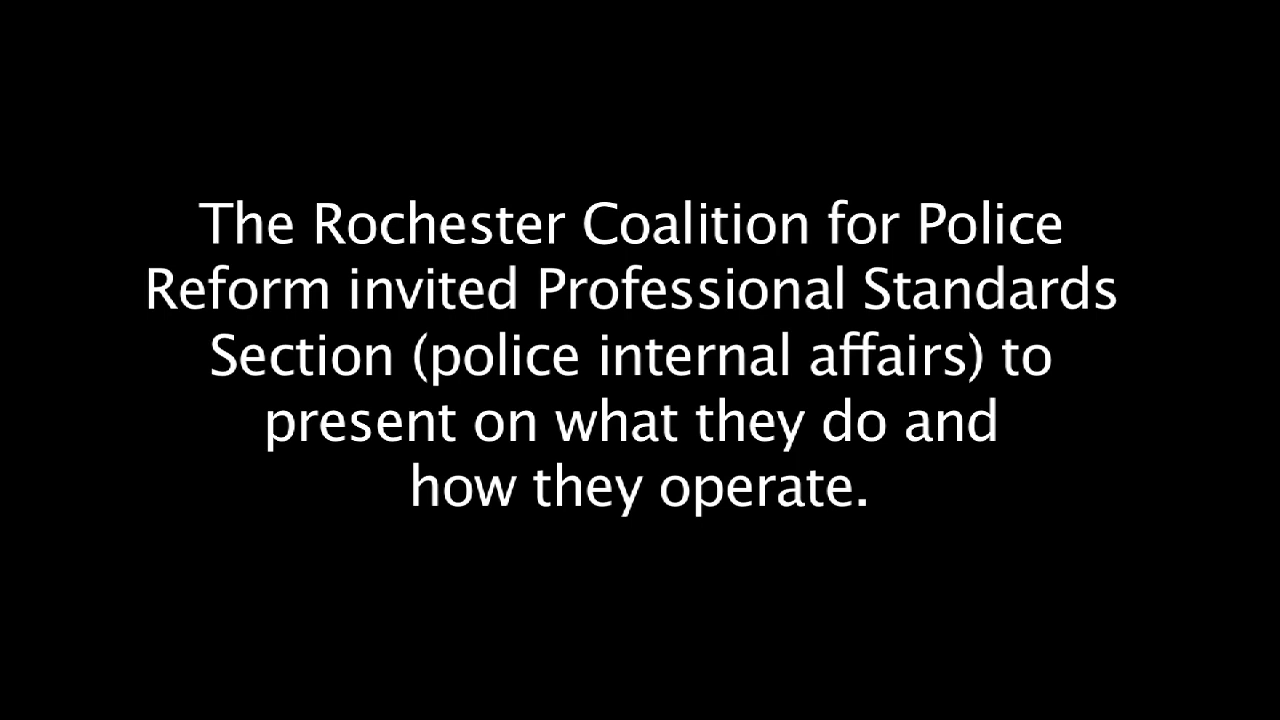 The Rochester Coalition for Police
Reform invited Professional Standards
Section (police internal affairs) to
present on what they do and
how they operate.